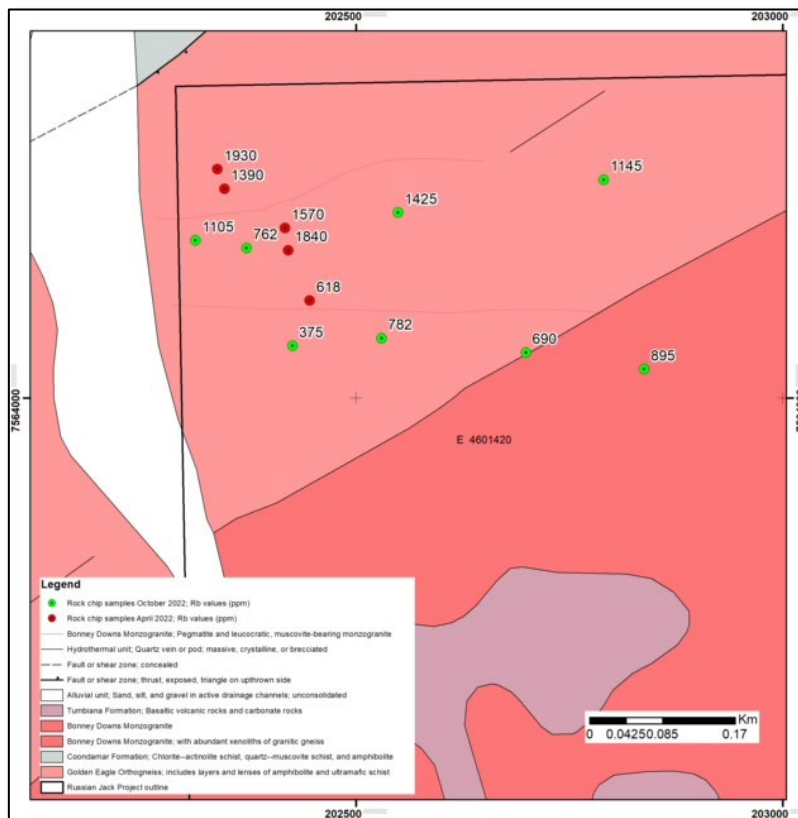 202500
203000
1930
1390
1145
1425
1570
1105
762
1840
618
782
375
690
895
7564000
E 4601420
Legend
Rock chip samples October 2022; Rb values (ppm)
Rock chip samples April 2022; Rb values (ppm)
Bonney Downs Monzogranite; Pegmatite and leucocratic, muscovite-bearing monzogranite
Hydrothermal unit; Quartz vein or pod; massive, crystalline, or brecciated
Fault or shear zone; concealed
Fault or shear zone; thrust, exposed, triangle on upthrown side
Alluvial unit; Sand, silt, and gravel in active drainage channels; unconsolidated
Tumbiana Formation; Basaltic volcanic rocks and carbonate rocks
Bonney Downs Monzogranite
Bonney Downs Monzogranite; with abundant xenoliths of granitic gneiss
Coondamar Formation; Chlorite--actinolite schist, quartz--muscovite schist, and amphibolite
Golden Eagle Orthogneiss; includes layers and lenses of amphibolite and ultramafic schist
Russian Jack Project outline
Km
0 0.0425 0.085 0.17
202500
203000